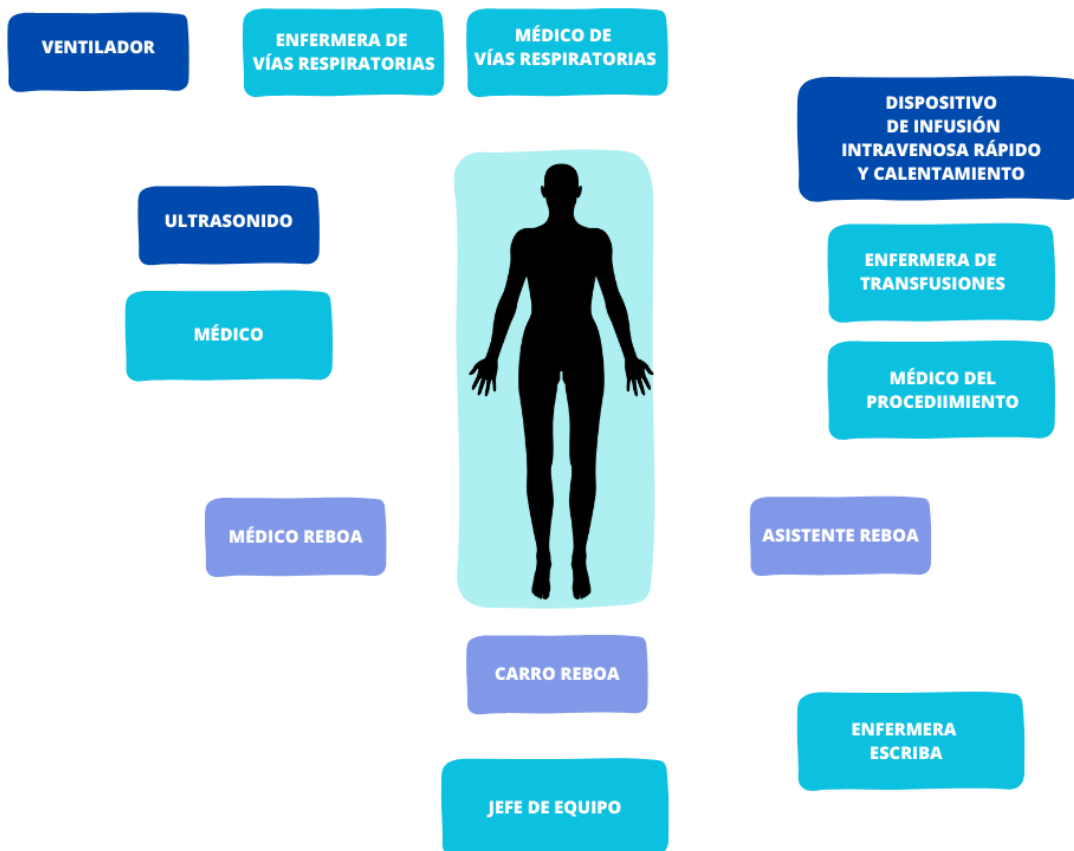 VENTILADOR
ENFERMERA DE
VÍAS RESPIRATORIAS
MÉDICO DE
VÍAS RESPIRATORIAS
DISPOSITIVO
DE INFUSIÓN
INTRAVENOSA RÁPIDO
Y CALENTAMIENTO
ULTRASONIDO
ENFERMERA DE
TRANSFUSIONES
MÉDICO
MÉDICO DEL
PROCEDIIMIENTO
MÉDICO REBOA
ASISTENTE REBOA
CARRO REBOA
ENFERMERA
ESCRIBA
JEFE DE EQUIPO